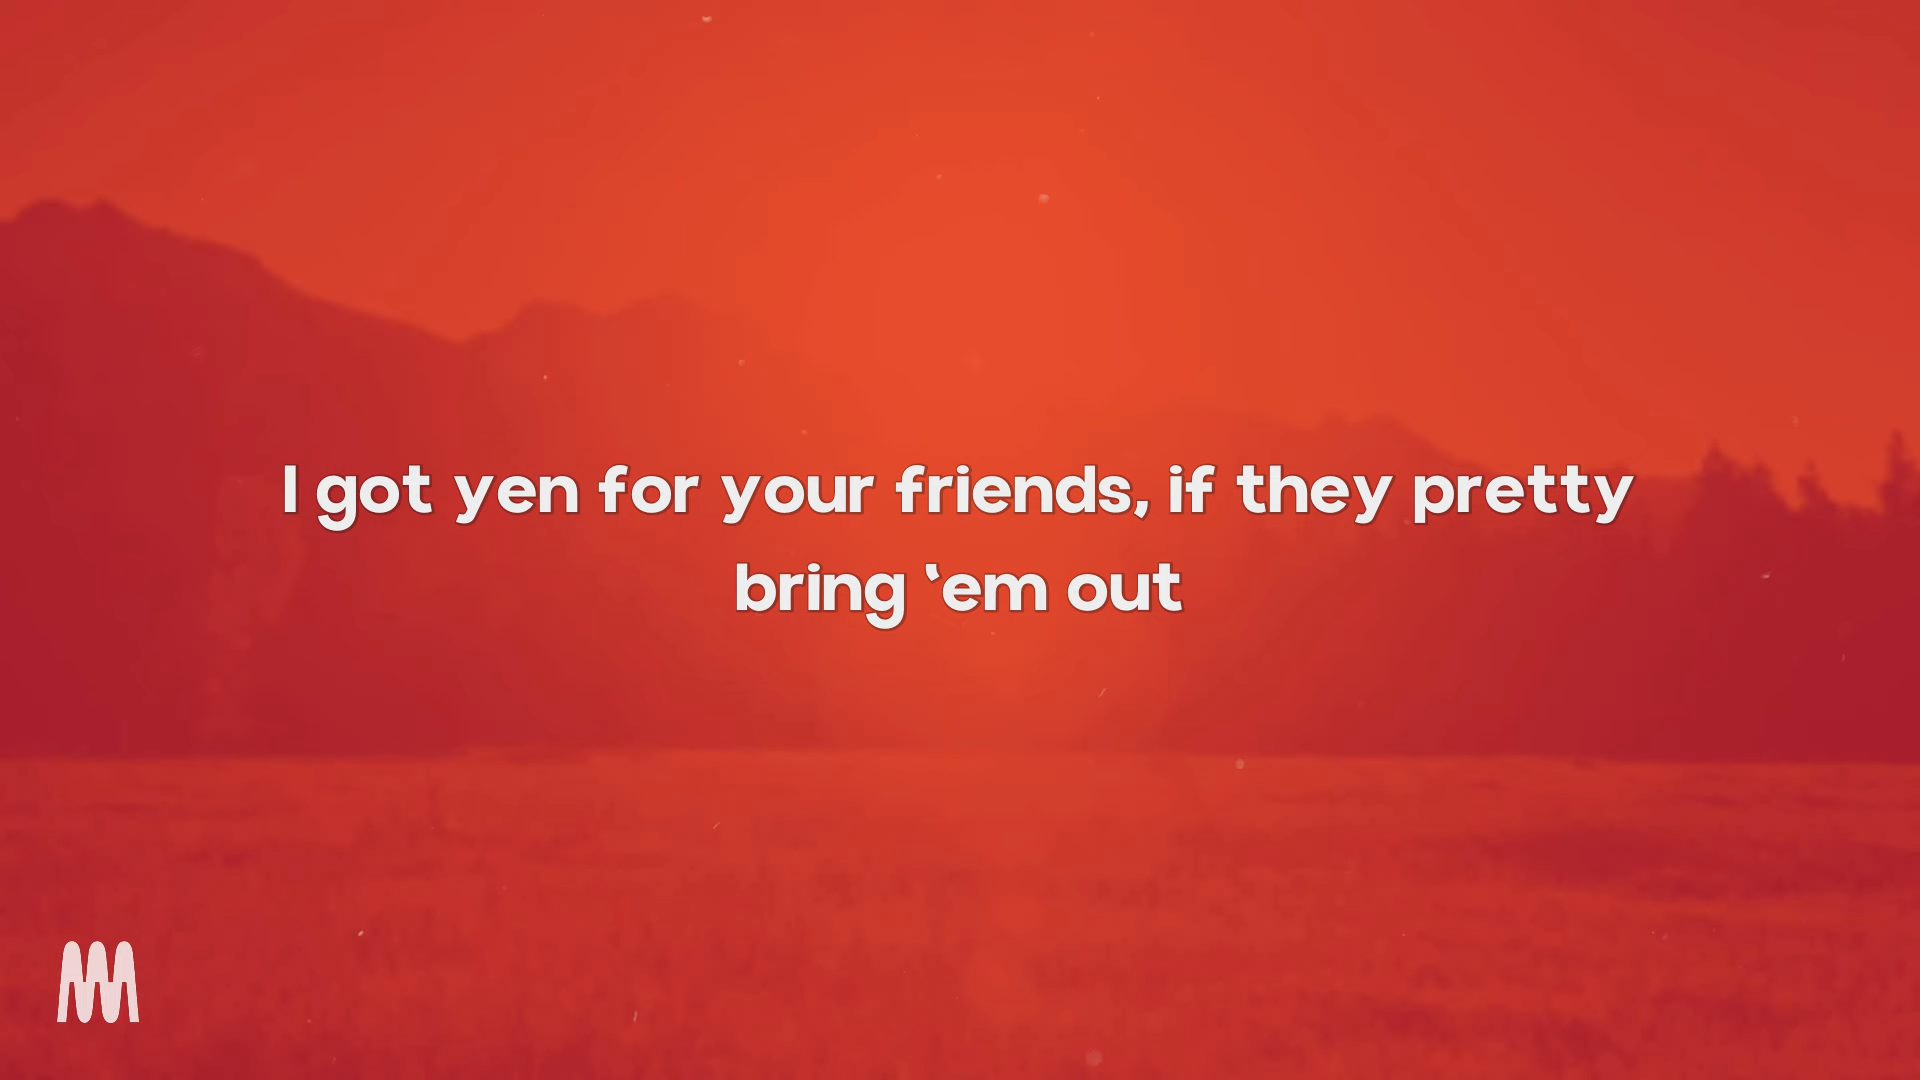 I got yen for your friends, if they pretty
bring ‛em out